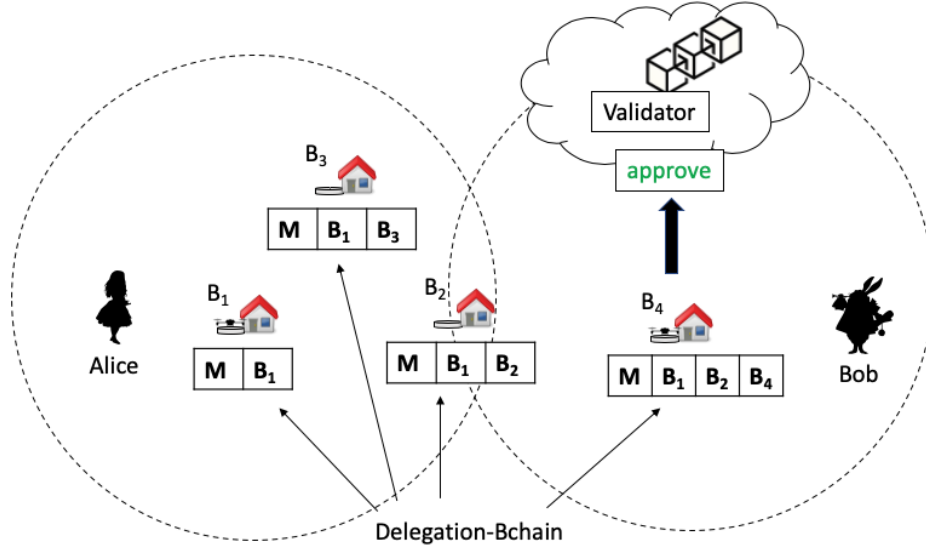 Validator
approve
B₃
M B₁ B₃
B₁
M B₁
Alice
B₂
M B₁ B₂
B₄
M B₁ B₂ B₄
Bob
Delegation-Bchain